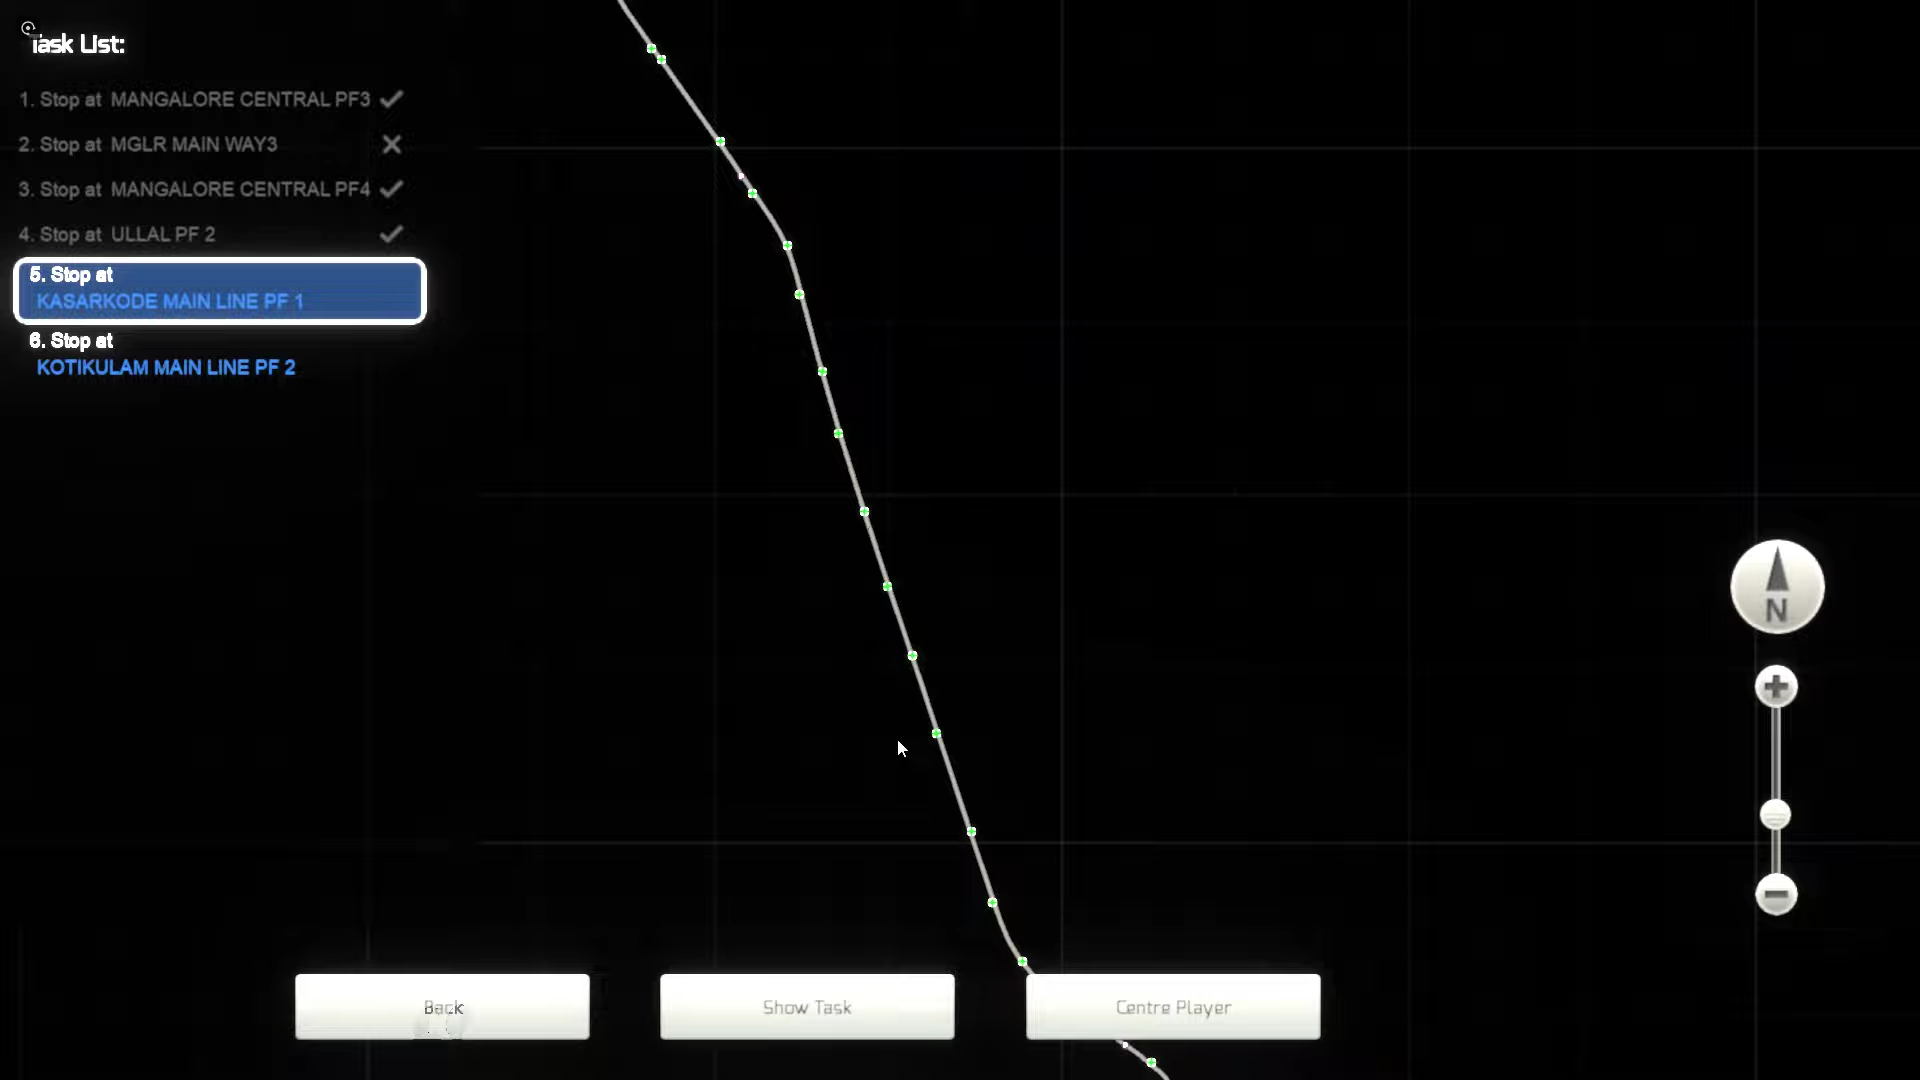 Task List:
1. Stop at MANGALORE CENTRAL PF3
2. Stop at MGLR MAIN WAY3
3. Stop at MANGALORE CENTRAL PF4
4. Stop at ULLAL PF 2
5. Stop at
KASARKODE MAIN LINE PF 1
6. Stop at
KOTIKULAM MAIN LINE PF 2
N
Back
Show Task
Centre Player